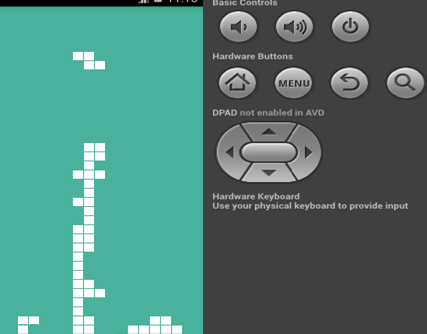 Basic Controls
Hardware Buttons
MENU
DPAD not enabled in AVD
Hardware Keyboard
Use your physical keyboard to provide input